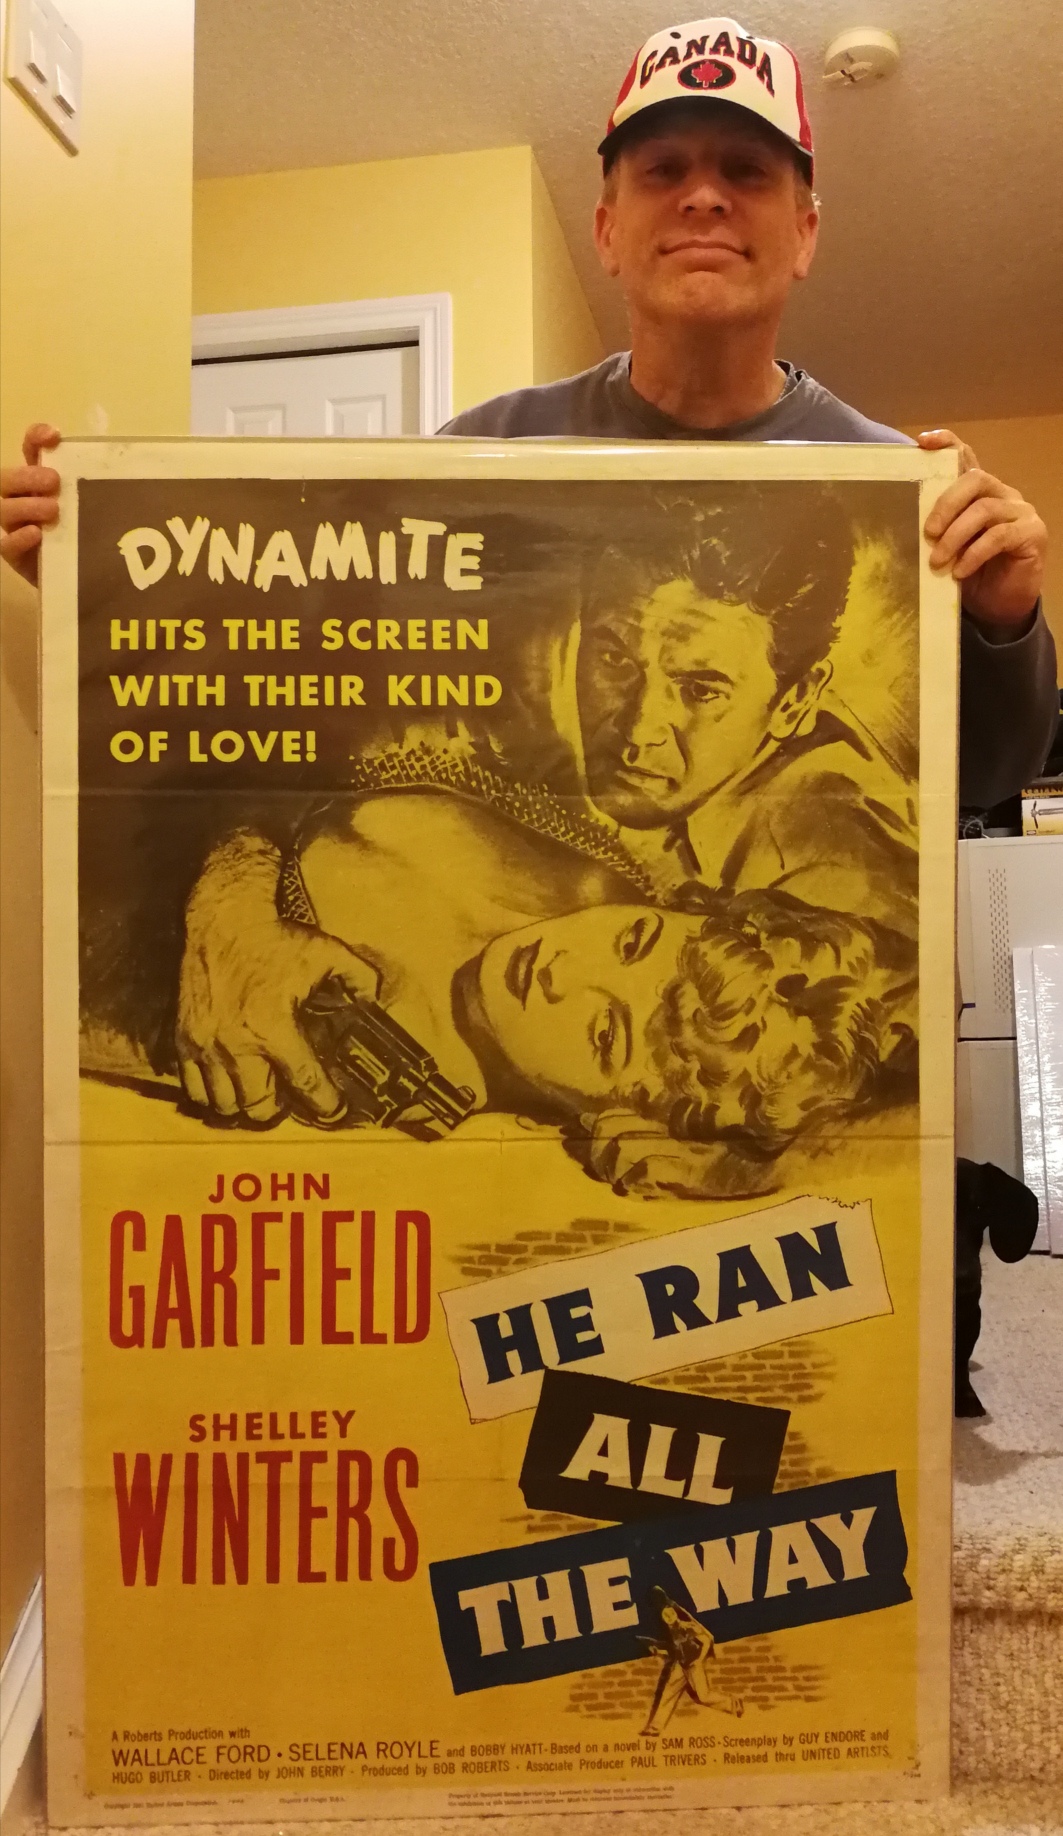 CANADA
DYNAMITE
HITS THE SCREEN
WITH THEIR KIND
OF LOVE!
JOHN
GARFIELD
SHELLEY
WINTERS
HE RAN
ALL
THE WAY
A Roberts Production with
WALLACE FORD • SELENA ROYLE and BOBBY HYATT - Based on a novel by SAM ROSS - Screenplay by GUY ENDORE and
HUGO BUTLER - Directed by JOHN BERRY - Produced by BOB ROBERTS - Associate Producer PAUL TRIVERS - Released thru UNITED ARTISTS.